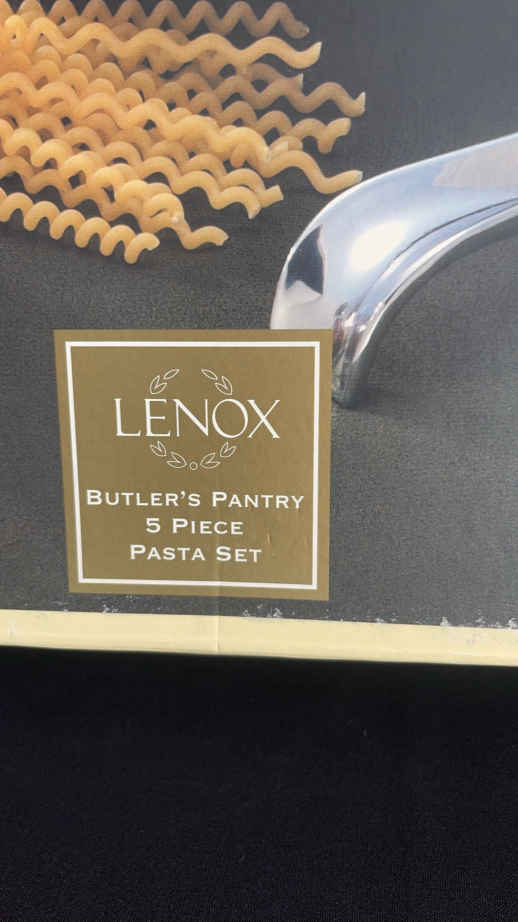 LENOX
BUTLER'S PANTRY
5 PIECE
PASTA SET